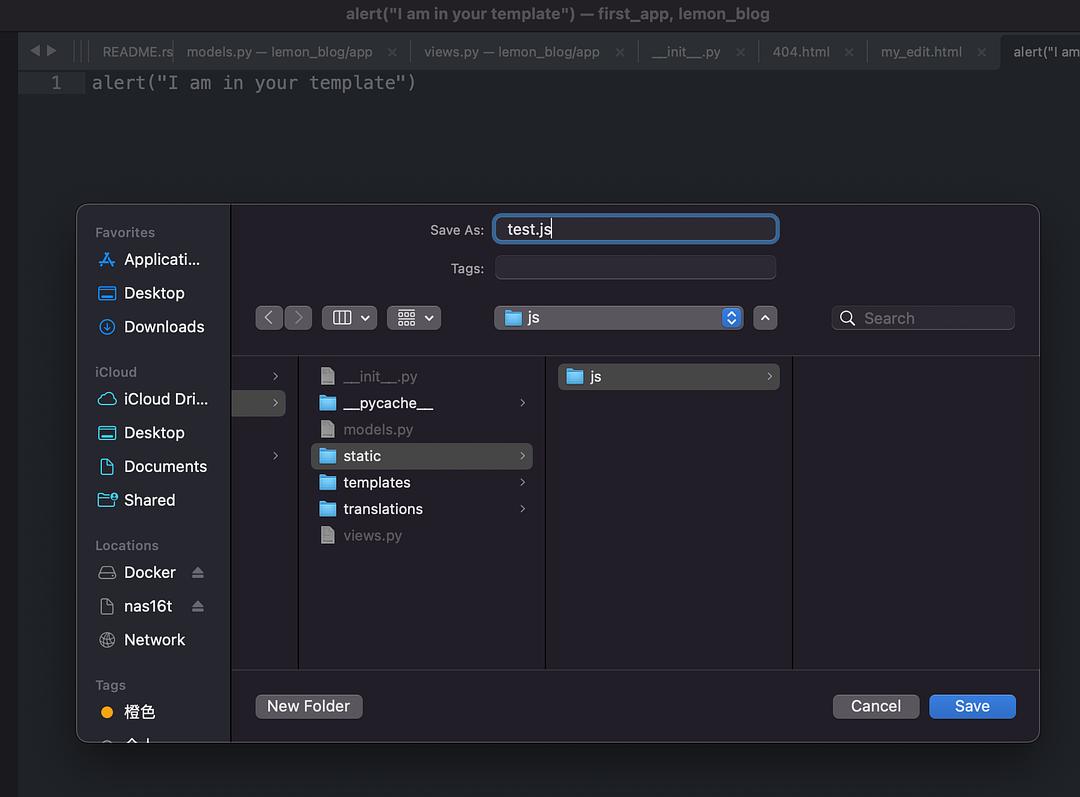 alert("I am in your template") — first_app, lemon_blog
README.rs
models.py — lemon_blog/app
views.py — lemon_blog/app
__init__.py
404.html
my_edit.html
alert("I am
1 alert("I am in your template")
Save As: test.js
Tags:
js
Search
Favorites
Applicati...
Desktop
Downloads
iCloud
iCloud Dri...
Desktop
Documents
Shared
Locations
Docker
nas16t
Network
Tags
橙色
__init__.py
__pycache__
models.py
static
templates
translations
views.py
js
New Folder
Cancel
Save